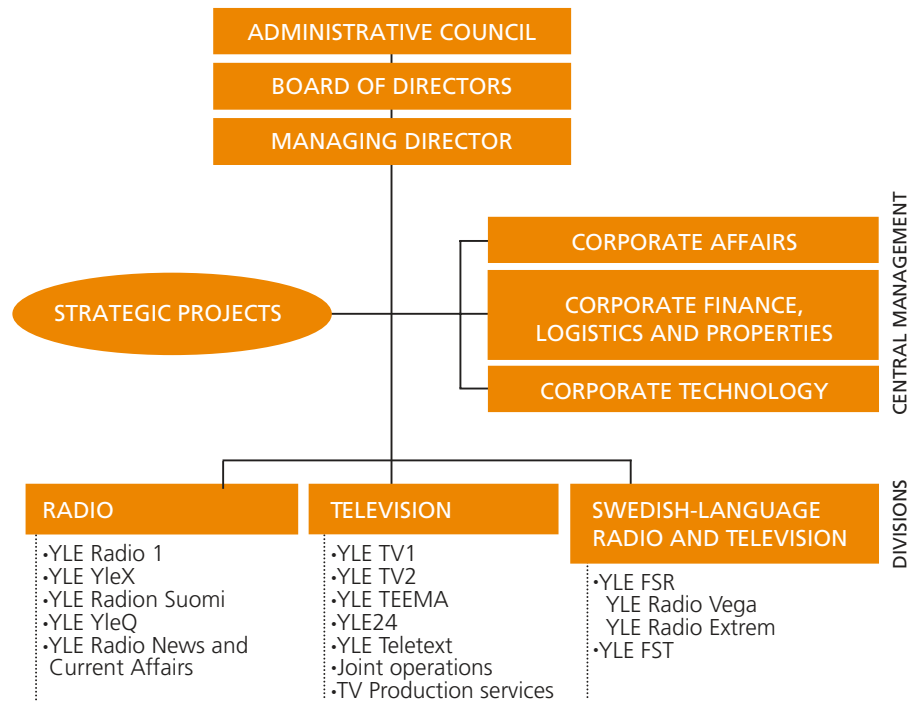 ADMINISTRATIVE COUNCIL
BOARD OF DIRECTORS
MANAGING DIRECTOR
STRATEGIC PROJECTS
CORPORATE AFFAIRS
CORPORATE FINANCE,
LOGISTICS AND PROPERTIES
CORPORATE TECHNOLOGY
CENTRAL MANAGEMENT
RADIO
•YLE Radio 1
•YLE YleX
•YLE Radion Suomi
•YLE YleQ
•YLE Radio News and
Current Affairs
TELEVISION
•YLE TV1
•YLE TV2
•YLE TEEMA
•YLE24
•YLE Teletext
•Joint operations
•TV Production services
SWEDISH-LANGUAGE
RADIO AND TELEVISION
•YLE FSR
YLE Radio Vega
YLE Radio Extrem
•YLE FST
DIVISIONS